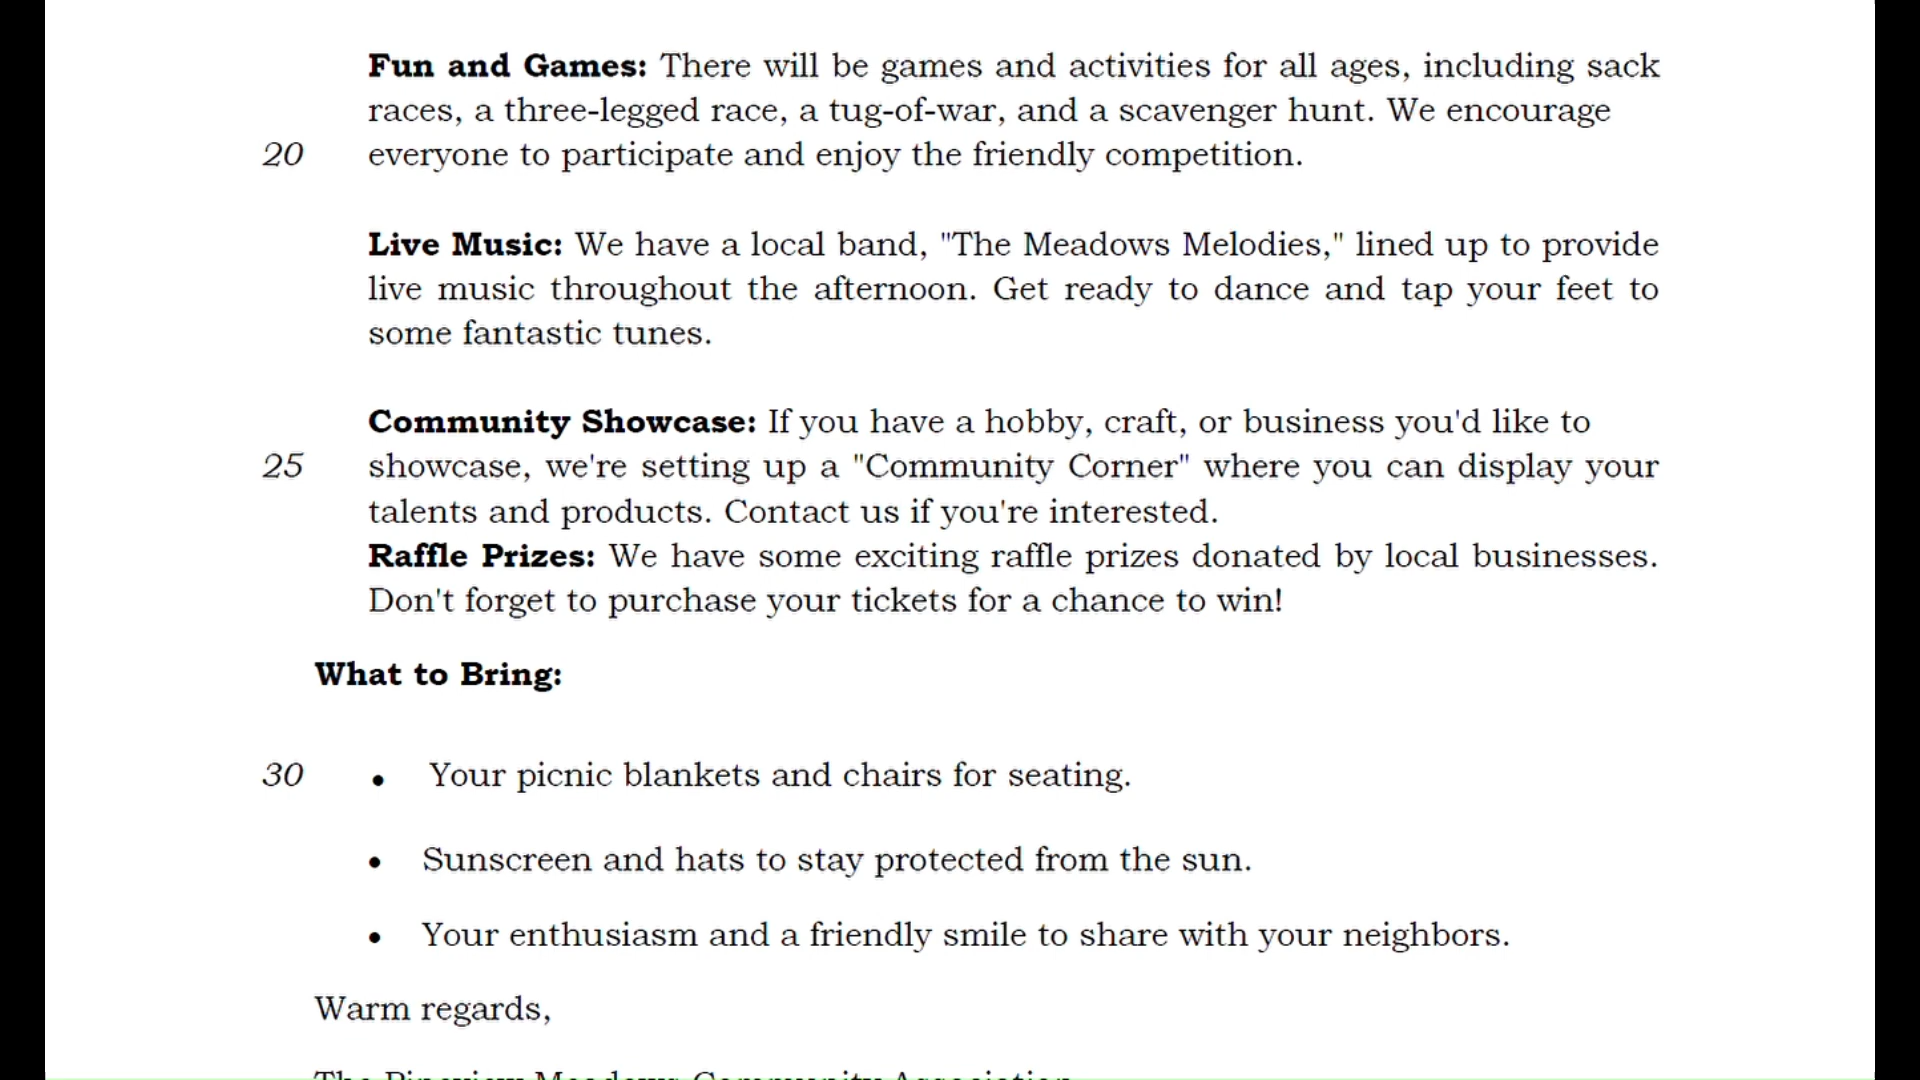 Fun and Games: There will be games and activities for all ages, including sack
races, a three-legged race, a tug-of-war, and a scavenger hunt. We encourage
20 everyone to participate and enjoy the friendly competition.
Live Music: We have a local band, "The Meadows Melodies," lined up to provide
live music throughout the afternoon. Get ready to dance and tap your feet to
some fantastic tunes.
Community Showcase: If you have a hobby, craft, or business you'd like to
25 showcase, we're setting up a "Community Corner" where you can display your
talents and products. Contact us if you're interested.
Raffle Prizes: We have some exciting raffle prizes donated by local businesses.
Don't forget to purchase your tickets for a chance to win!
What to Bring:
30 • Your picnic blankets and chairs for seating.
• Sunscreen and hats to stay protected from the sun.
• Your enthusiasm and a friendly smile to share with your neighbors.
Warm regards,
The Pineview Meadows Community Association